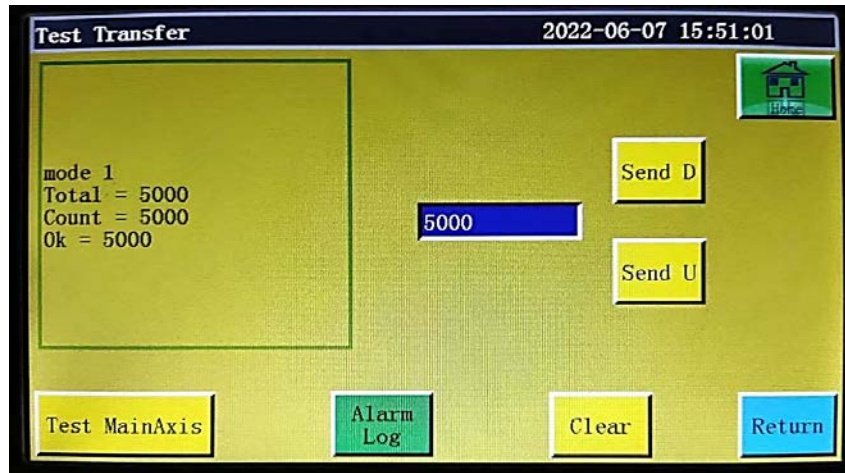 Test Transfer 2022-06-07 15:51:01
Home
mode 1
Total = 5000
Count = 5000
Ok = 5000
5000
Send D
Send U
Test MainAxis
Alarm
Log
Clear
Return